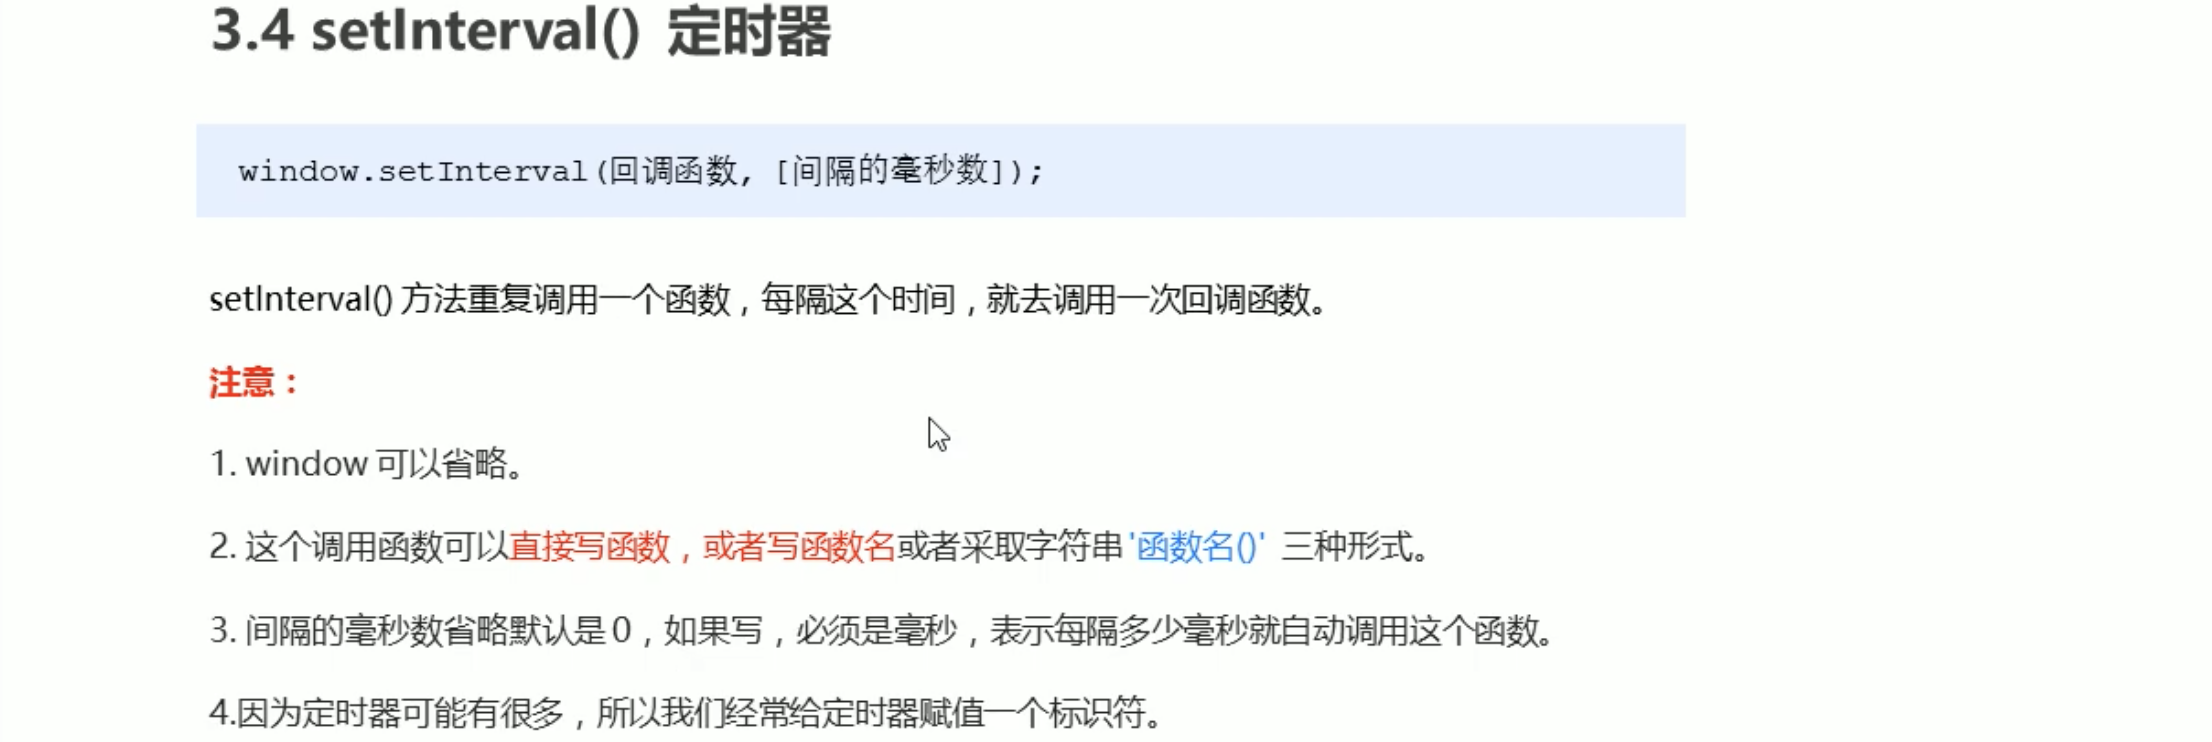 3.4 setInterval() 定时器
window.setInterval(回调函数, [间隔的毫秒数]);
setInterval() 方法重复调用一个函数，每隔这个时间，就去调用一次回调函数。
注意：
1. window 可以省略。
2. 这个调用函数可以直接写函数，或者写函数名或者采取字符串 '函数名()' 三种形式。
3. 间隔的毫秒数省略默认是 0，如果写，必须是毫秒，表示每隔多少毫秒就自动调用这个函数。
4.因为定时器可能有很多，所以我们经常给定时器赋值一个标识符。